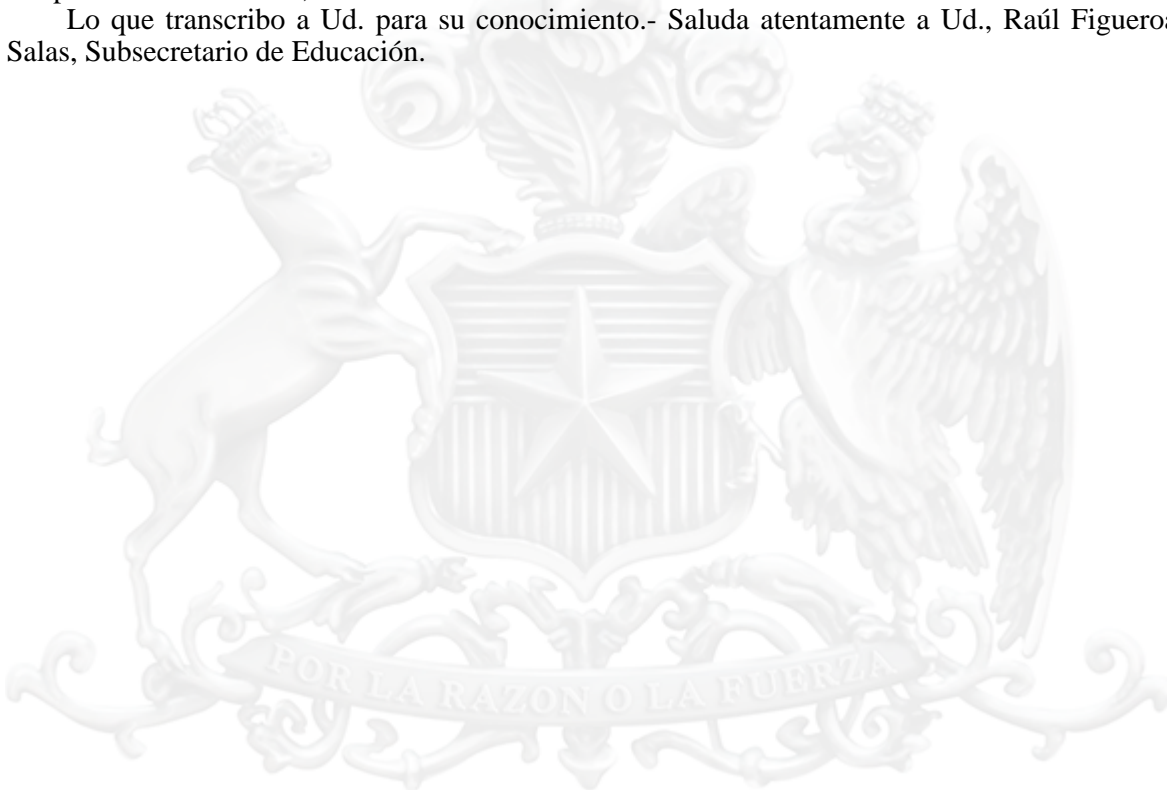 Lo que transcribo a Ud. para su conocimiento.- Saluda atentamente a Ud., Raúl Figueroa
Salas, Subsecretario de Educación.
POR LA RAZON O LA FUERZA